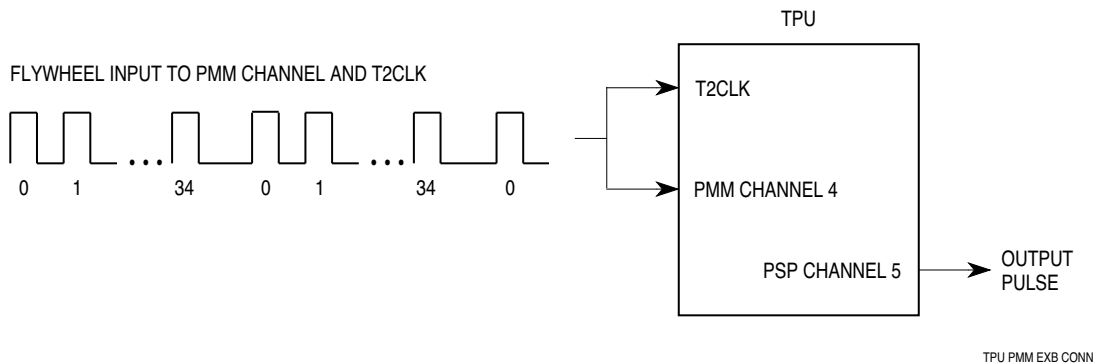 TPU
FLYWHEEL INPUT TO PMM CHANNEL AND T2CLK
0 1 ... 34 0 1 ... 34 0
T2CLK
PMM CHANNEL 4
PSP CHANNEL 5
OUTPUT
PULSE
TPU PMM EXB CONN